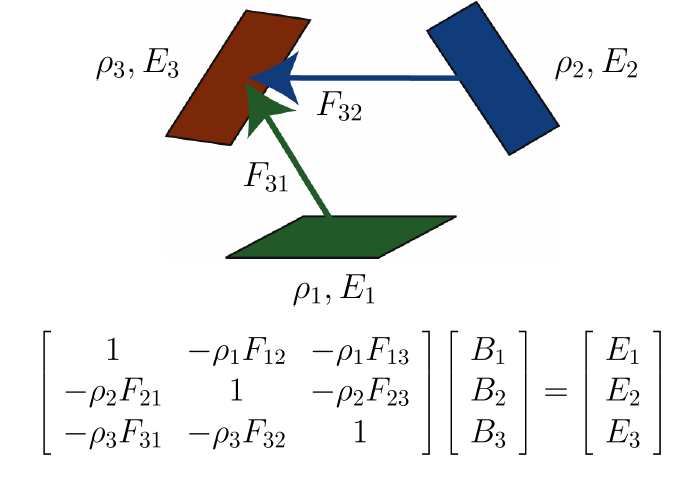 ρ₃, E₃
ρ₂, E₂
F₃₂
F₃₁
ρ₁, E₁
[ 1 −ρ₁F₁₂ −ρ₁F₁₃ ] [ B₁ ] = [ E₁ ]
[ −ρ₂F₂₁ 1 −ρ₂F₂₃ ] [ B₂ ] = [ E₂ ]
[ −ρ₃F₃₁ −ρ₃F₃₂ 1 ] [ B₃ ] = [ E₃ ]